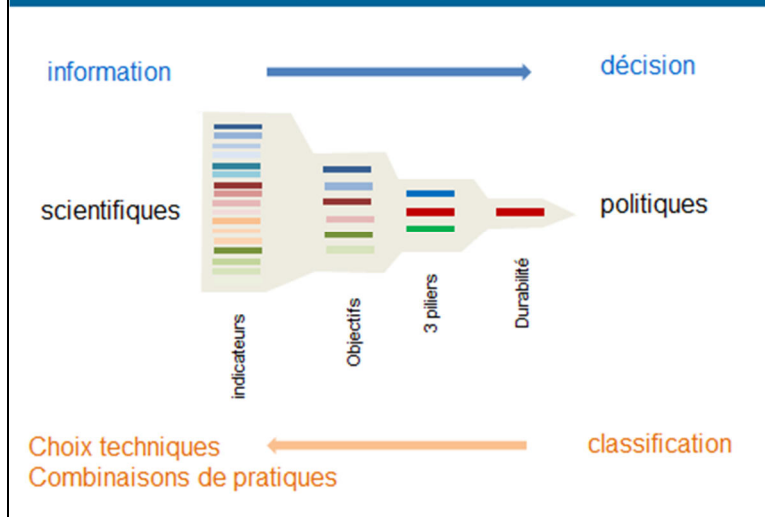 information
décision
scientifiques
politiques
indicateurs
Objectifs
3 piliers
Durabilité
Choix techniques
Combinaisons de pratiques
classification